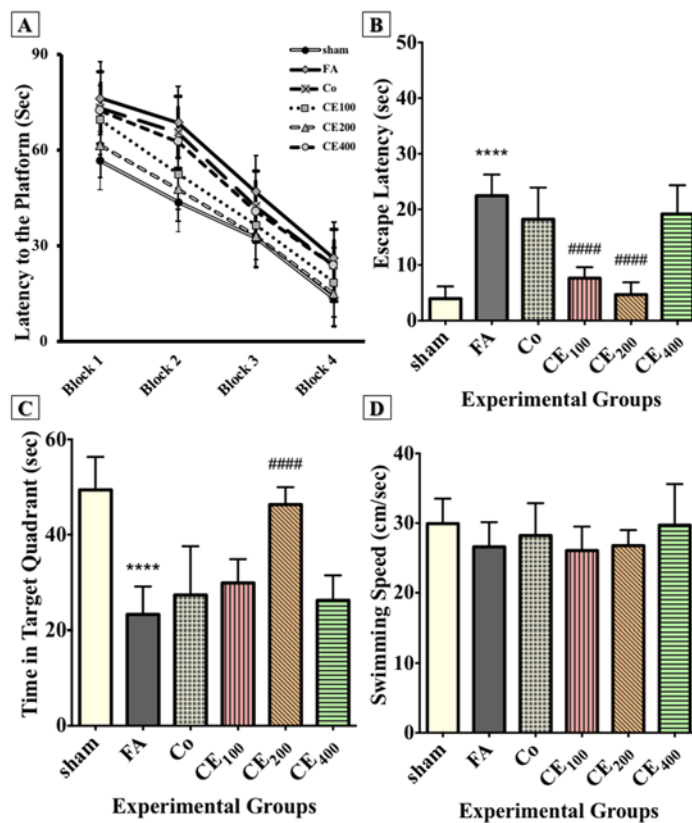 A
Latency to the Platform (Sec)
90
60
30
0
Block 1
Block 2
Block 3
Block 4
sham
FA
Co
CE100
CE200
CE400
B
Escape Latency (sec)
50
40
30
20
10
0
****
####
####
sham
FA
Co
CE100
CE200
CE400
Experimental Groups
C
Time in Target Quadrant (sec)
60
40
20
0
****
####
sham
FA
Co
CE100
CE200
CE400
Experimental Groups
D
Swimming Speed (cm/sec)
40
30
20
10
0
sham
FA
Co
CE100
CE200
CE400
Experimental Groups